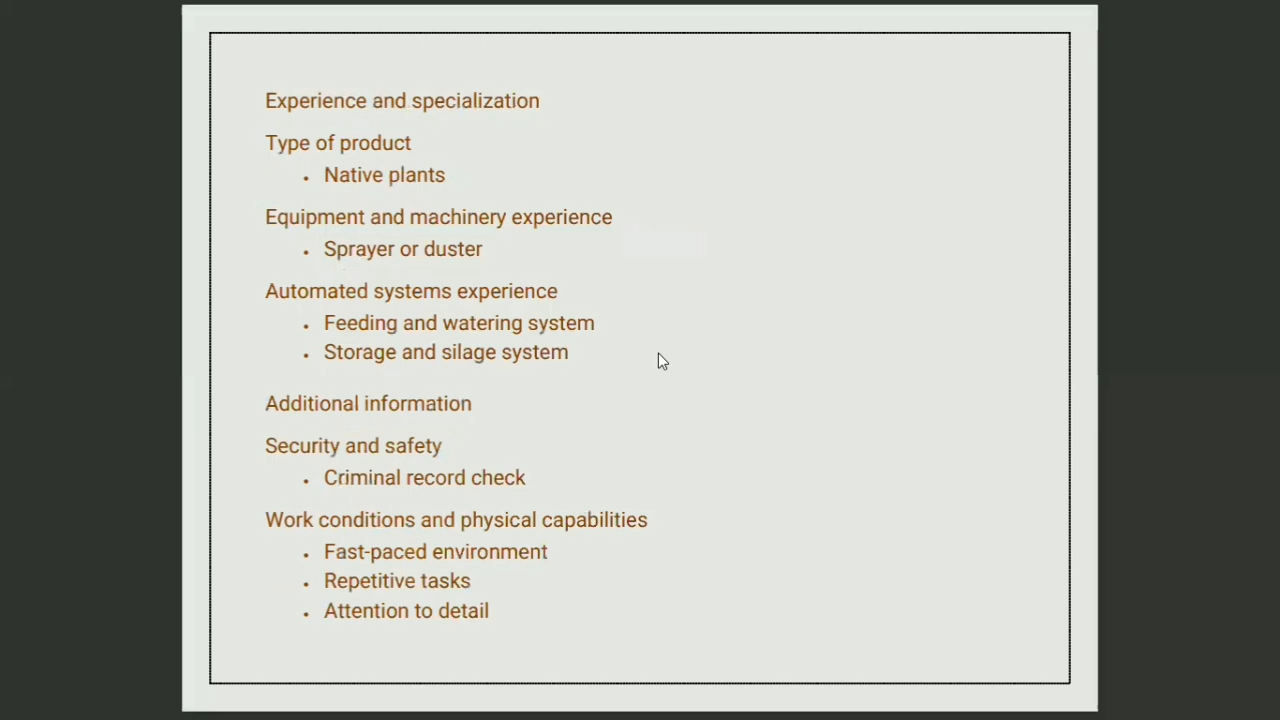 Experience and specialization
Type of product
• Native plants
Equipment and machinery experience
• Sprayer or duster
Automated systems experience
• Feeding and watering system
• Storage and silage system
Additional information
Security and safety
• Criminal record check
Work conditions and physical capabilities
• Fast-paced environment
• Repetitive tasks
• Attention to detail